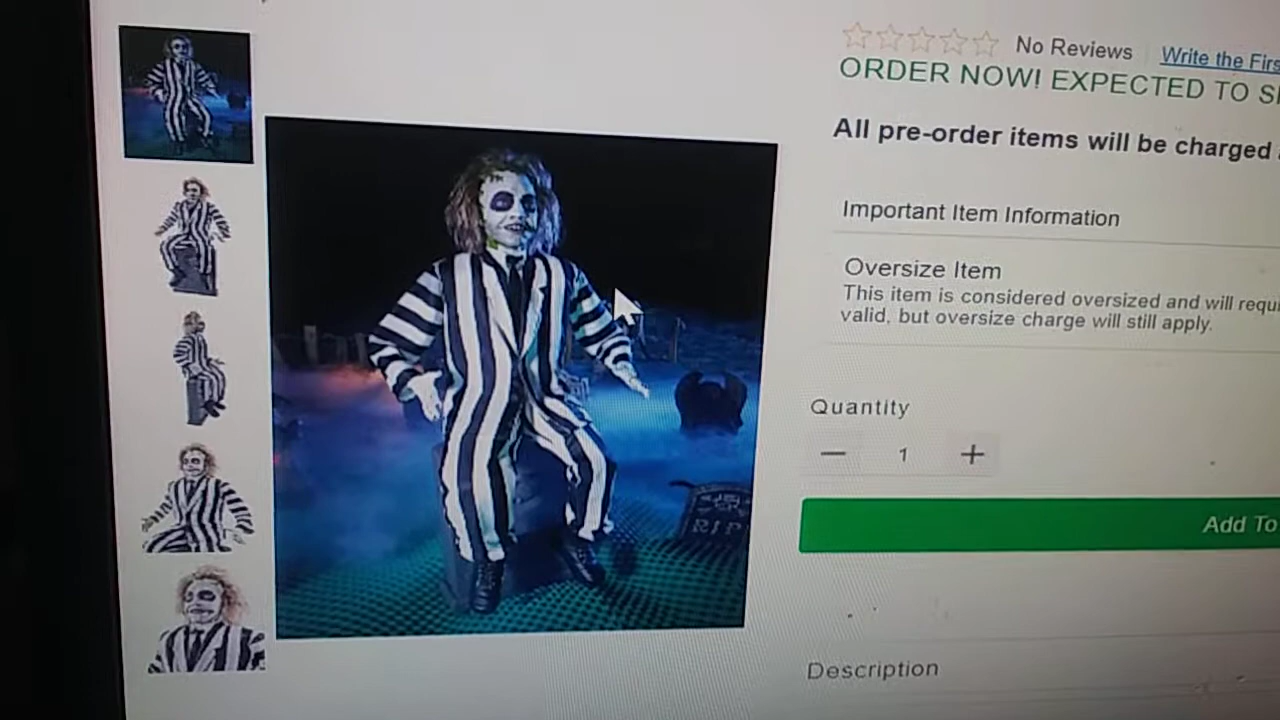 No Reviews
Write the Firs
ORDER NOW! EXPECTED TO S
All pre-order items will be charged
Important Item Information
Oversize Item
This item is considered oversized and will requ
valid, but oversize charge will still apply.
Quantity
1
Add To
RIP
Description